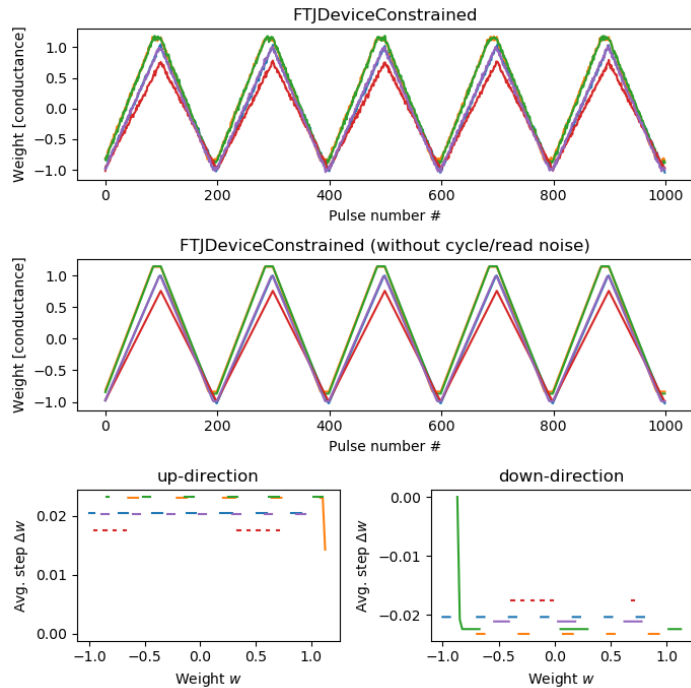 FTJDeviceConstrained
Weight [conductance]
1.0
0.5
0.0
−0.5
−1.0
0 200 400 600 800 1000
Pulse number #
FTJDeviceConstrained (without cycle/read noise)
Weight [conductance]
1.0
0.5
0.0
−0.5
−1.0
0 200 400 600 800 1000
Pulse number #
up-direction
Avg. step Δw
0.02
0.01
0.00
−1.0 −0.5 0.0 0.5 1.0
Weight w
down-direction
Avg. step Δw
0.00
−0.01
−0.02
−1.0 −0.5 0.0 0.5 1.0
Weight w